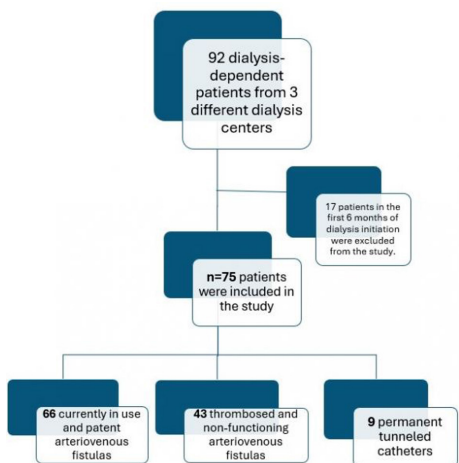 92 dialysis-
dependent
patients from 3
different dialysis
centers
17 patients in the
first 6 months of
dialysis initiation
were excluded
from the study.
n=75 patients
were included in
the study
66 currently in use
and patent
arteriovenous
fistulas
43 thrombosed and
non-functioning
arteriovenous
fistulas
9 permanent
tunneled
catheters